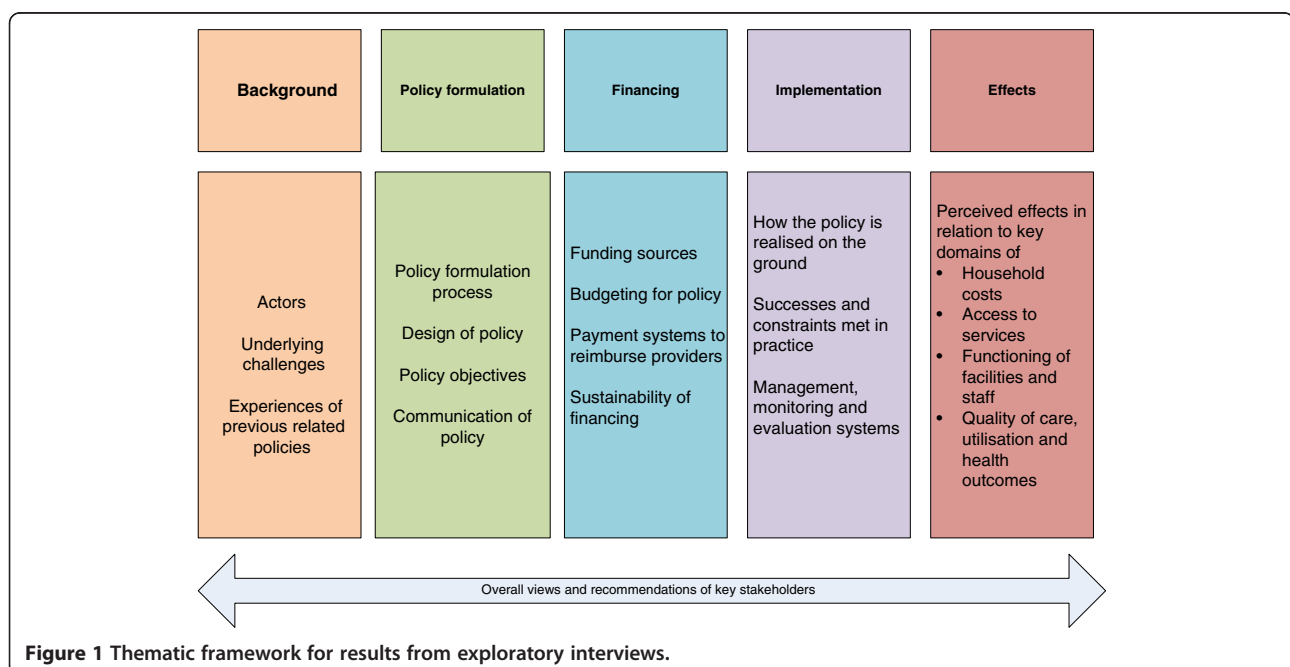 Background
Policy formulation
Financing
Implementation
Effects
Actors
Underlying
challenges
Experiences of
previous related
policies
Policy formulation
process
Design of policy
Policy objectives
Communication of
policy
Funding sources
Budgeting for policy
Payment systems to
reimburse providers
Sustainability of
financing
How the policy is
realised on the
ground
Successes and
constraints met in
practice
Management,
monitoring and
evaluation systems
Perceived effects in
relation to key
domains of
• Household
costs
• Access to
services
• Functioning of
facilities and
staff
• Quality of care,
utilisation and
health
outcomes
Overall views and recommendations of key stakeholders
Figure 1 Thematic framework for results from exploratory interviews.